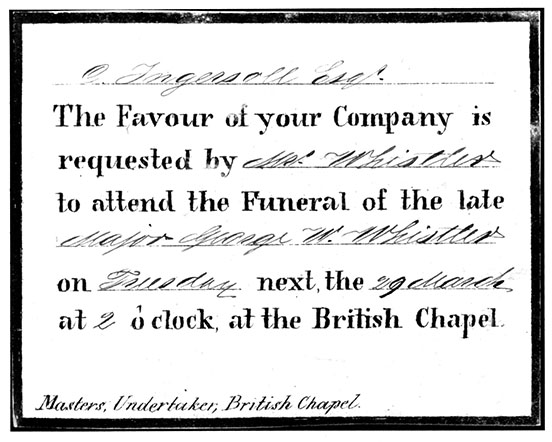 C. Ingersoll Esqr.
The Favour of your Company is
requested by Mrs. Whistler
to attend the Funeral of the late
Major George W. Whistler
on Tuesday next, the 29 March
at 2 o'clock, at the British Chapel.
Masters, Undertaker, British Chapel.